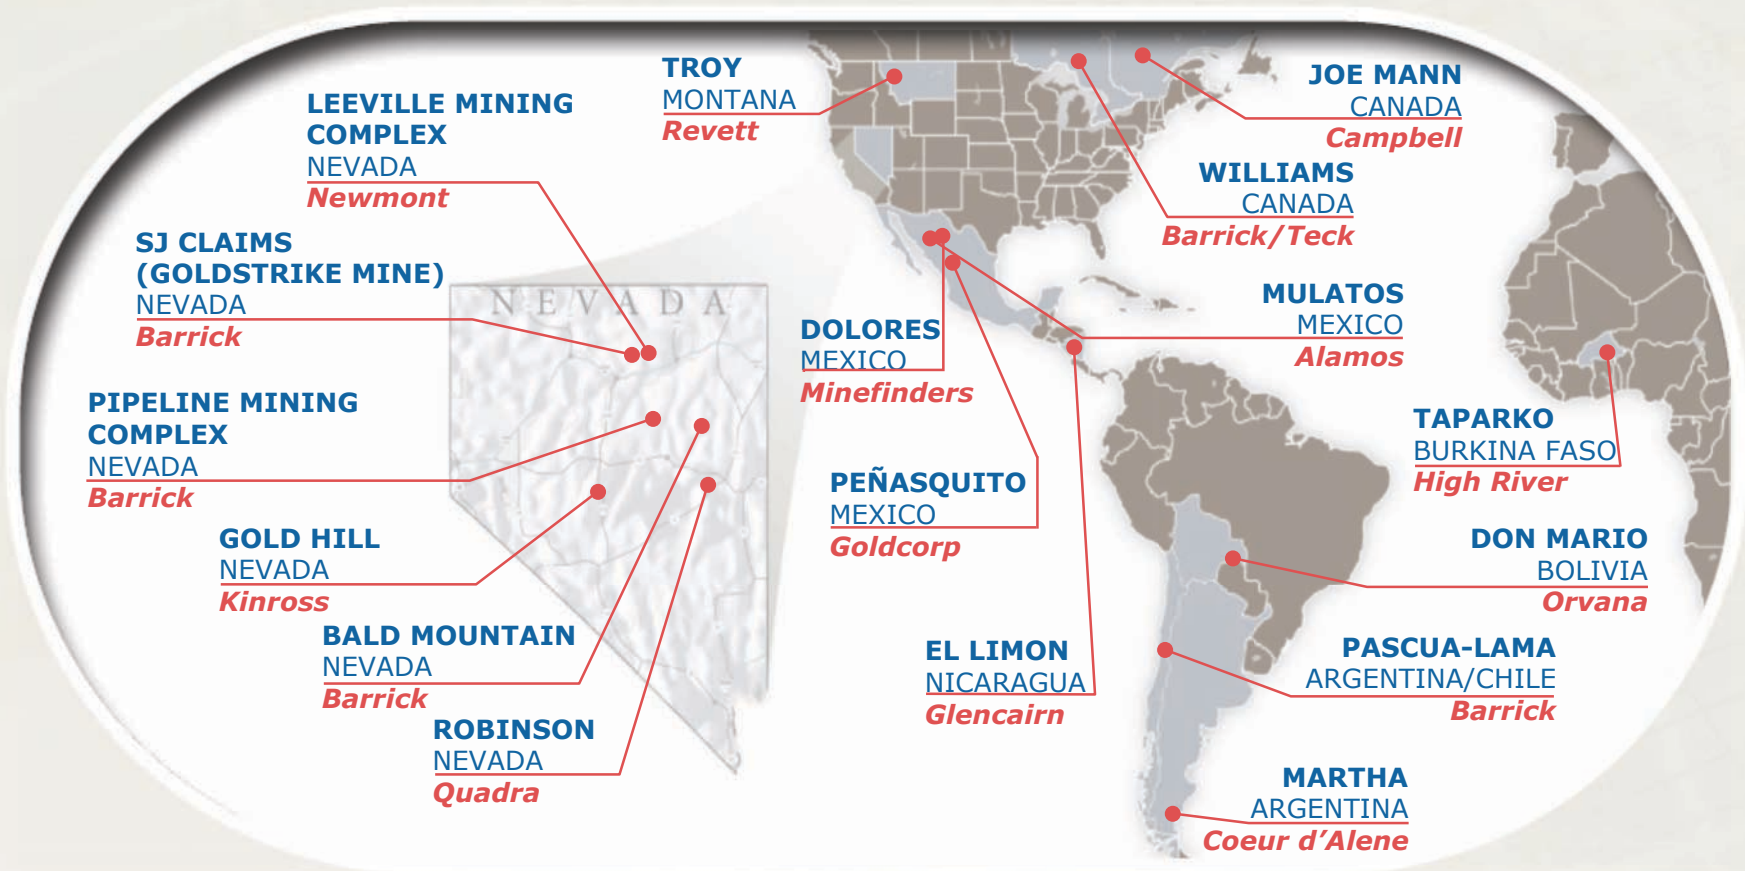 TROY
MONTANA
Revett
LEEVILLE MINING
COMPLEX
NEVADA
Newmont
SJ CLAIMS
(GOLDSTRIKE MINE)
NEVADA
Barrick
PIPELINE MINING
COMPLEX
NEVADA
Barrick
GOLD HILL
NEVADA
Kinross
BALD MOUNTAIN
NEVADA
Barrick
ROBINSON
NEVADA
Quadra
NEVADA
JOE MANN
CANADA
Campbell
WILLIAMS
CANADA
Barrick/Teck
MULATOS
MEXICO
Alamos
DOLORES
MEXICO
Minefinders
PEÑASQUITO
MEXICO
Goldcorp
EL LIMON
NICARAGUA
Glencairn
TAPARKO
BURKINA FASO
High River
DON MARIO
BOLIVIA
Orvana
PASCUA-LAMA
ARGENTINA/CHILE
Barrick
MARTHA
ARGENTINA
Coeur d’Alene